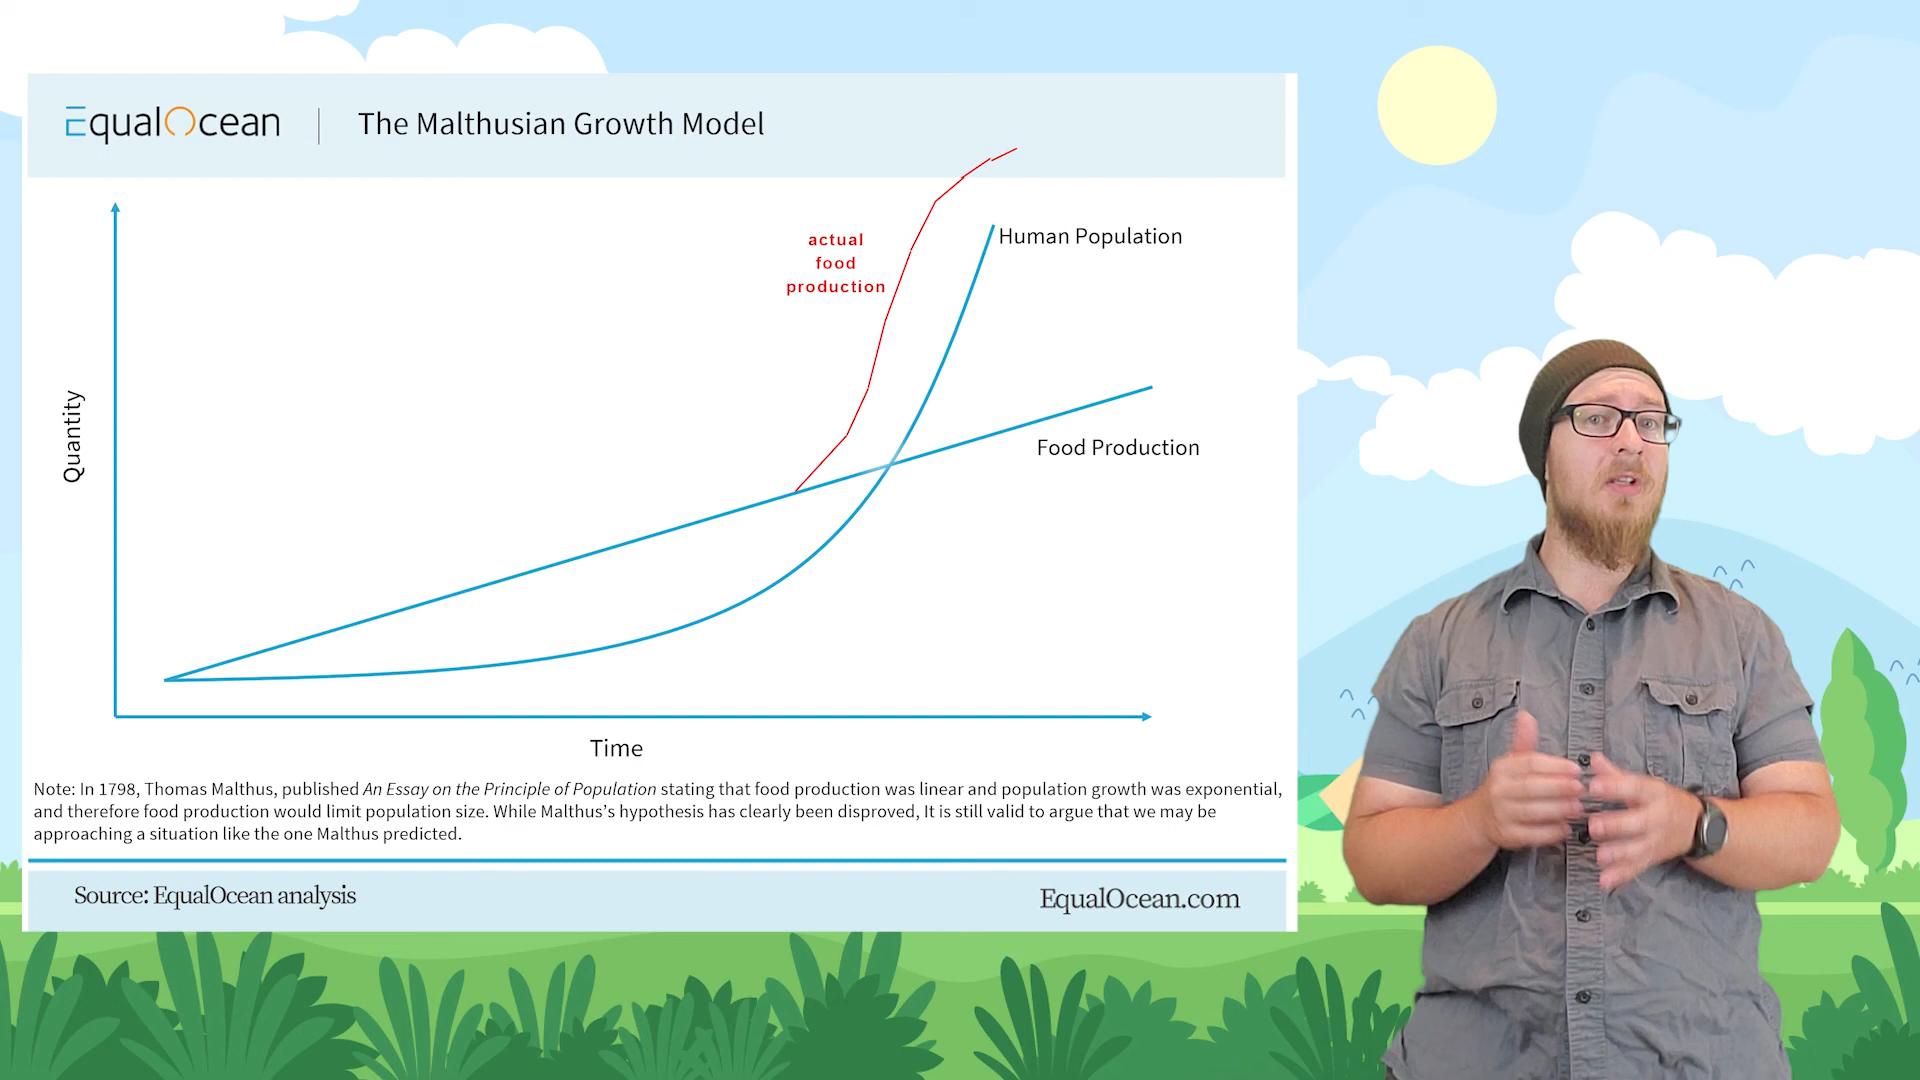 EqualOcean | The Malthusian Growth Model
actual
food
production
Human Population
Food Production
Quantity
Time
Note: In 1798, Thomas Malthus, published An Essay on the Principle of Population stating that food production was linear and population growth was exponential,
and therefore food production would limit population size. While Malthus's hypothesis has clearly been disproved, It is still valid to argue that we may be
approaching a situation like the one Malthus predicted.
Source: EqualOcean analysis
EqualOcean.com